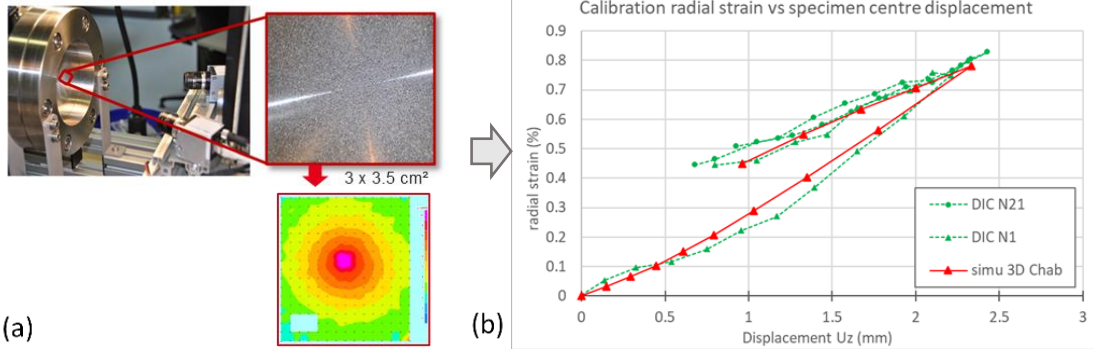 3 x 3.5 cm²
(a)
(b)
Calibration radial strain vs specimen centre displacement
radial strain (%)
0.9
0.8
0.7
0.6
0.5
0.4
0.3
0.2
0.1
0
0 0.5 1 1.5 2 2.5 3
Displacement Uz (mm)
DIC N21
DIC N1
simu 3D Chab